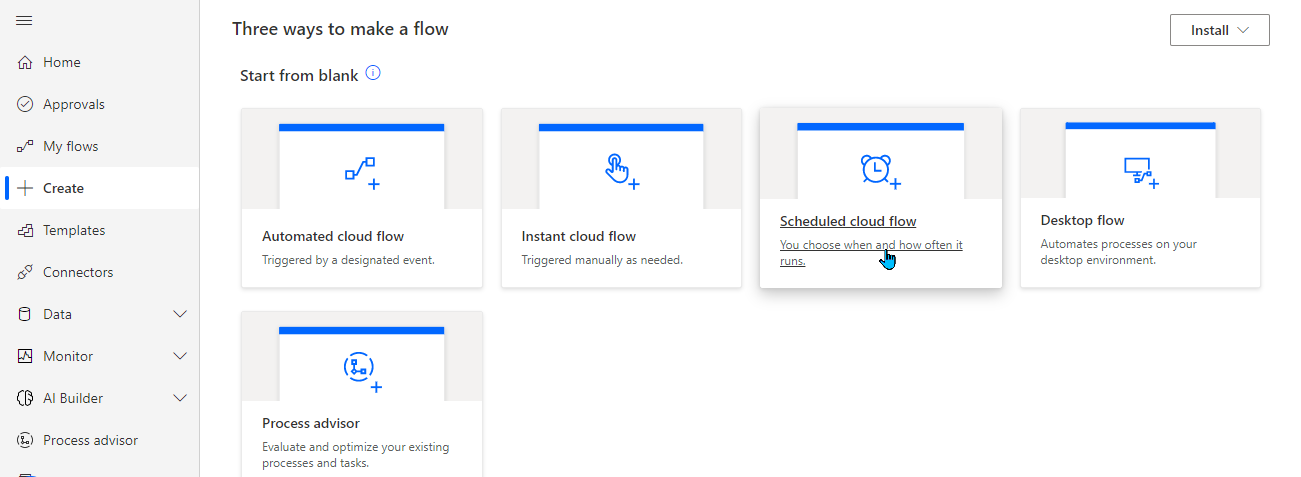 Three ways to make a flow
Install
Home
Start from blank
Approvals
My flows
Create
Templates
Connectors
Data
Monitor
AI Builder
Process advisor
Automated cloud flow
Triggered by a designated event.
Instant cloud flow
Triggered manually as needed.
Scheduled cloud flow
You choose when and how often it
runs.
Desktop flow
Automates processes on your
desktop environment.
Process advisor
Evaluate and optimize your existing
processes and tasks.